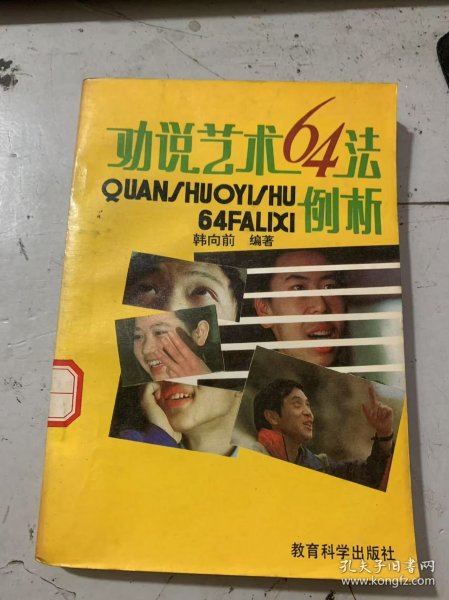 劝说艺术64法
QUANSHUOYISHU
64FALIXI
例析
韩向前 编著
教育科学出版社
孔夫子旧书网
www.kongfz.com